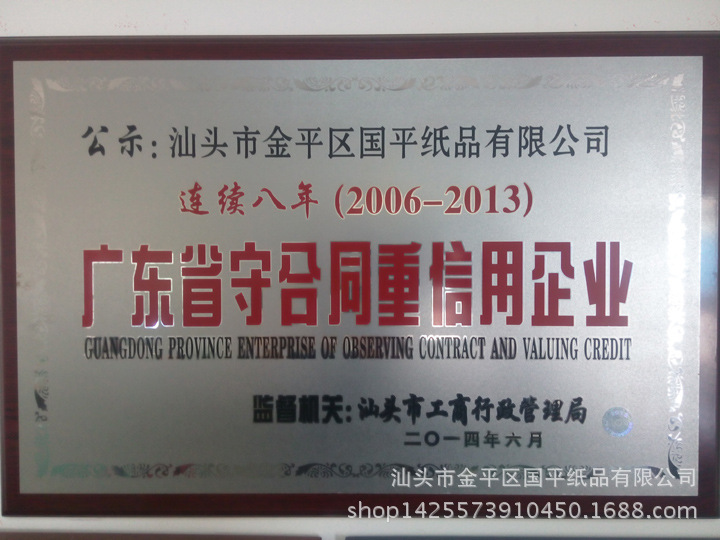 公示：汕头市金平区国平纸品有限公司
连续八年(2006-2013)
广东省守合同重信用企业
GUANGDONG PROVINCE ENTERPRISE OF OBSERVING CONTRACT AND VALUING CREDIT
监督机关：汕头市工商行政管理局
二〇一四年六月
汕头市金平区国平纸品有限公司
shop1425573910450.1688.com